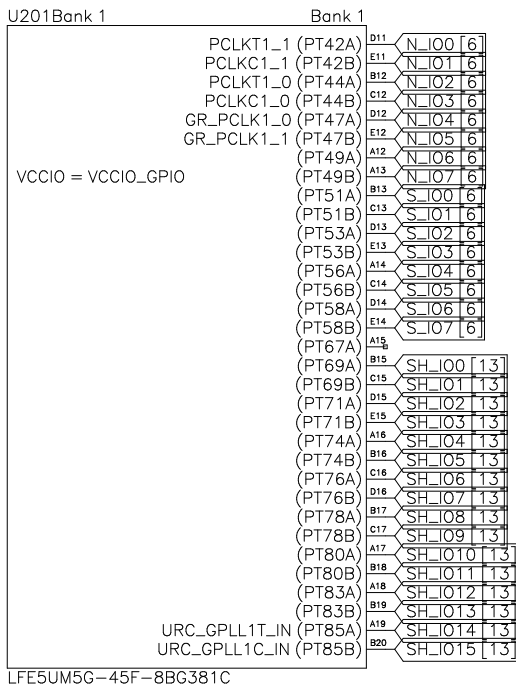 U201Bank 1 Bank 1
PCLKT1_1 (PT42A) D11 N_IO0 [6]
PCLKC1_1 (PT42B) E11 N_IO1 [6]
PCLKT1_0 (PT44A) B12 N_IO2 [6]
PCLKC1_0 (PT44B) C12 N_IO3 [6]
GR_PCLK1_0 (PT47A) D12 N_IO4 [6]
GR_PCLK1_1 (PT47B) E12 N_IO5 [6]
(PT49A) A12 N_IO6 [6]
VCCIO = VCCIO_GPIO (PT49B) A13 N_IO7 [6]
(PT51A) B13 S_IO0 [6]
(PT51B) C13 S_IO1 [6]
(PT53A) D13 S_IO2 [6]
(PT53B) E13 S_IO3 [6]
(PT56A) A14 S_IO4 [6]
(PT56B) C14 S_IO5 [6]
(PT58A) D14 S_IO6 [6]
(PT58B) E14 S_IO7 [6]
(PT67A) A15
(PT69A) B15 SH_IO0 [13]
(PT69B) C15 SH_IO1 [13]
(PT71A) D15 SH_IO2 [13]
(PT71B) E15 SH_IO3 [13]
(PT74A) A16 SH_IO4 [13]
(PT74B) B16 SH_IO5 [13]
(PT76A) C16 SH_IO6 [13]
(PT76B) D16 SH_IO7 [13]
(PT78A) B17 SH_IO8 [13]
(PT78B) C17 SH_IO9 [13]
(PT80A) A17 SH_IO10 [13]
(PT80B) B18 SH_IO11 [13]
(PT83A) A18 SH_IO12 [13]
(PT83B) B19 SH_IO13 [13]
URC_GPLL1T_IN (PT85A) A19 SH_IO14 [13]
URC_GPLL1C_IN (PT85B) B20 SH_IO15 [13]
LFE5UM5G-45F-8BG381C